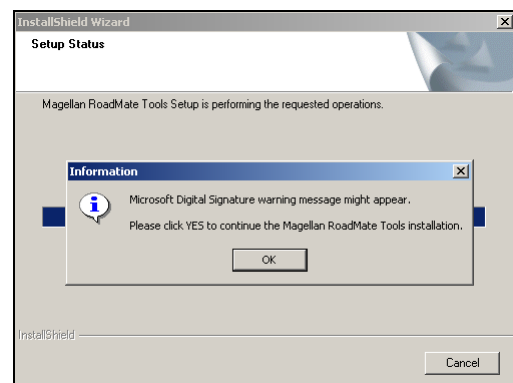 InstallShield Wizard
Setup Status
Magellan RoadMate Tools Setup is performing the requested operations.
Information
Microsoft Digital Signature warning message might appear.
Please click YES to continue the Magellan RoadMate Tools installation.
OK
InstallShield
Cancel